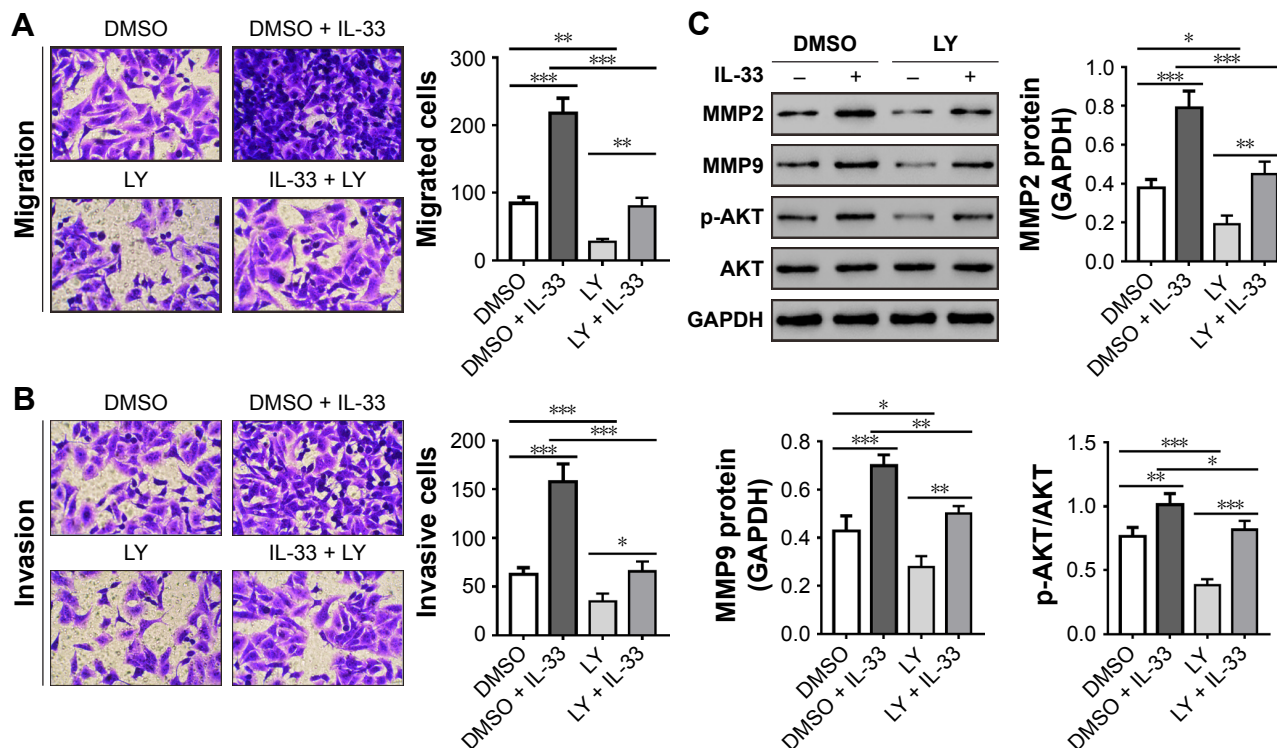 A
DMSO
DMSO + IL-33
LY
IL-33 + LY
Migration
Migrated cells
300
200
100
0
**
***
***
**
DMSO
DMSO + IL-33
LY
LY + IL-33
B
DMSO
DMSO + IL-33
LY
IL-33 + LY
Invasion
Invasive cells
200
150
100
50
0
***
***
***
*
DMSO
DMSO + IL-33
LY
LY + IL-33
C
DMSO
LY
IL-33 – + – +
MMP2
MMP9
p-AKT
AKT
GAPDH
MMP2 protein
(GAPDH)
1.0
0.8
0.6
0.4
0.2
0.0
*
***
***
**
DMSO
DMSO + IL-33
LY
LY + IL-33
MMP9 protein
(GAPDH)
0.8
0.6
0.4
0.2
0.0
*
**
***
**
DMSO
DMSO + IL-33
LY
LY + IL-33
p-AKT/AKT
1.5
1.0
0.5
0.0
***
*
**
***
DMSO
DMSO + IL-33
LY
LY + IL-33